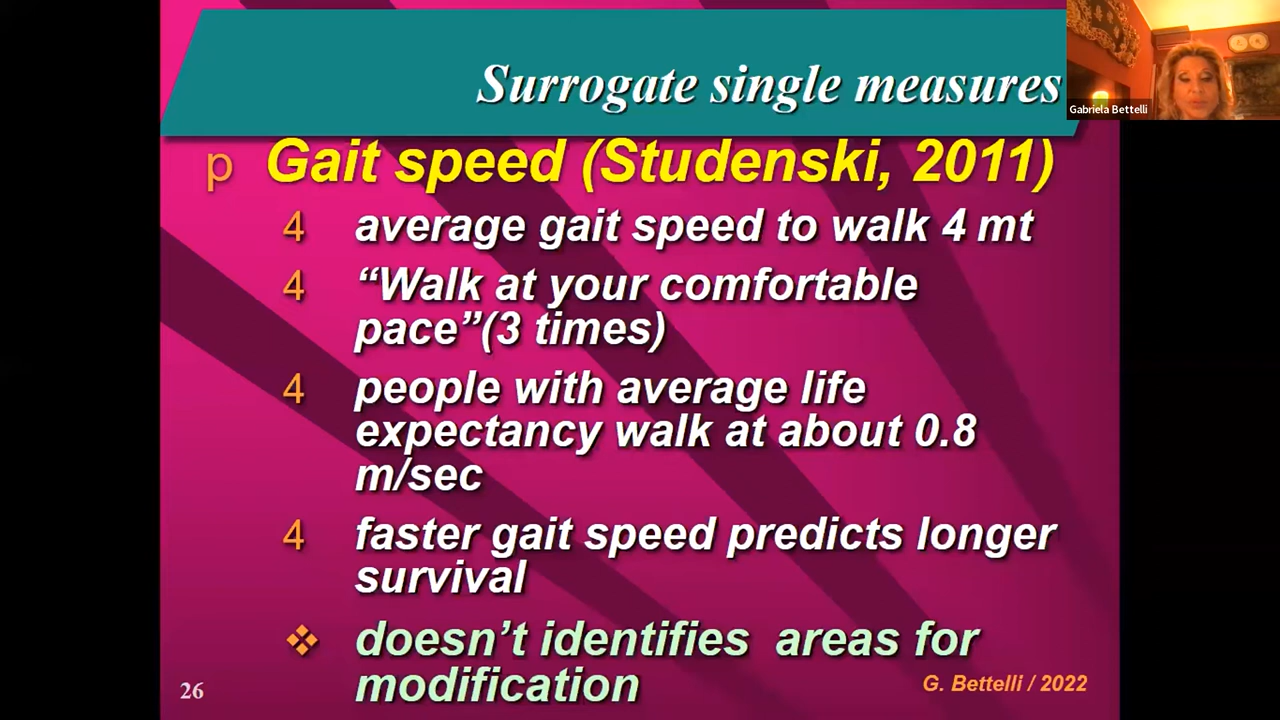 Surrogate single measures
Gabriela Bettelli
p Gait speed (Studenski, 2011)
4 average gait speed to walk 4 mt
4 “Walk at your comfortable
pace”(3 times)
4 people with average life
expectancy walk at about 0.8
m/sec
4 faster gait speed predicts longer
survival
❖ doesn’t identifies areas for
modification
26
G. Bettelli / 2022